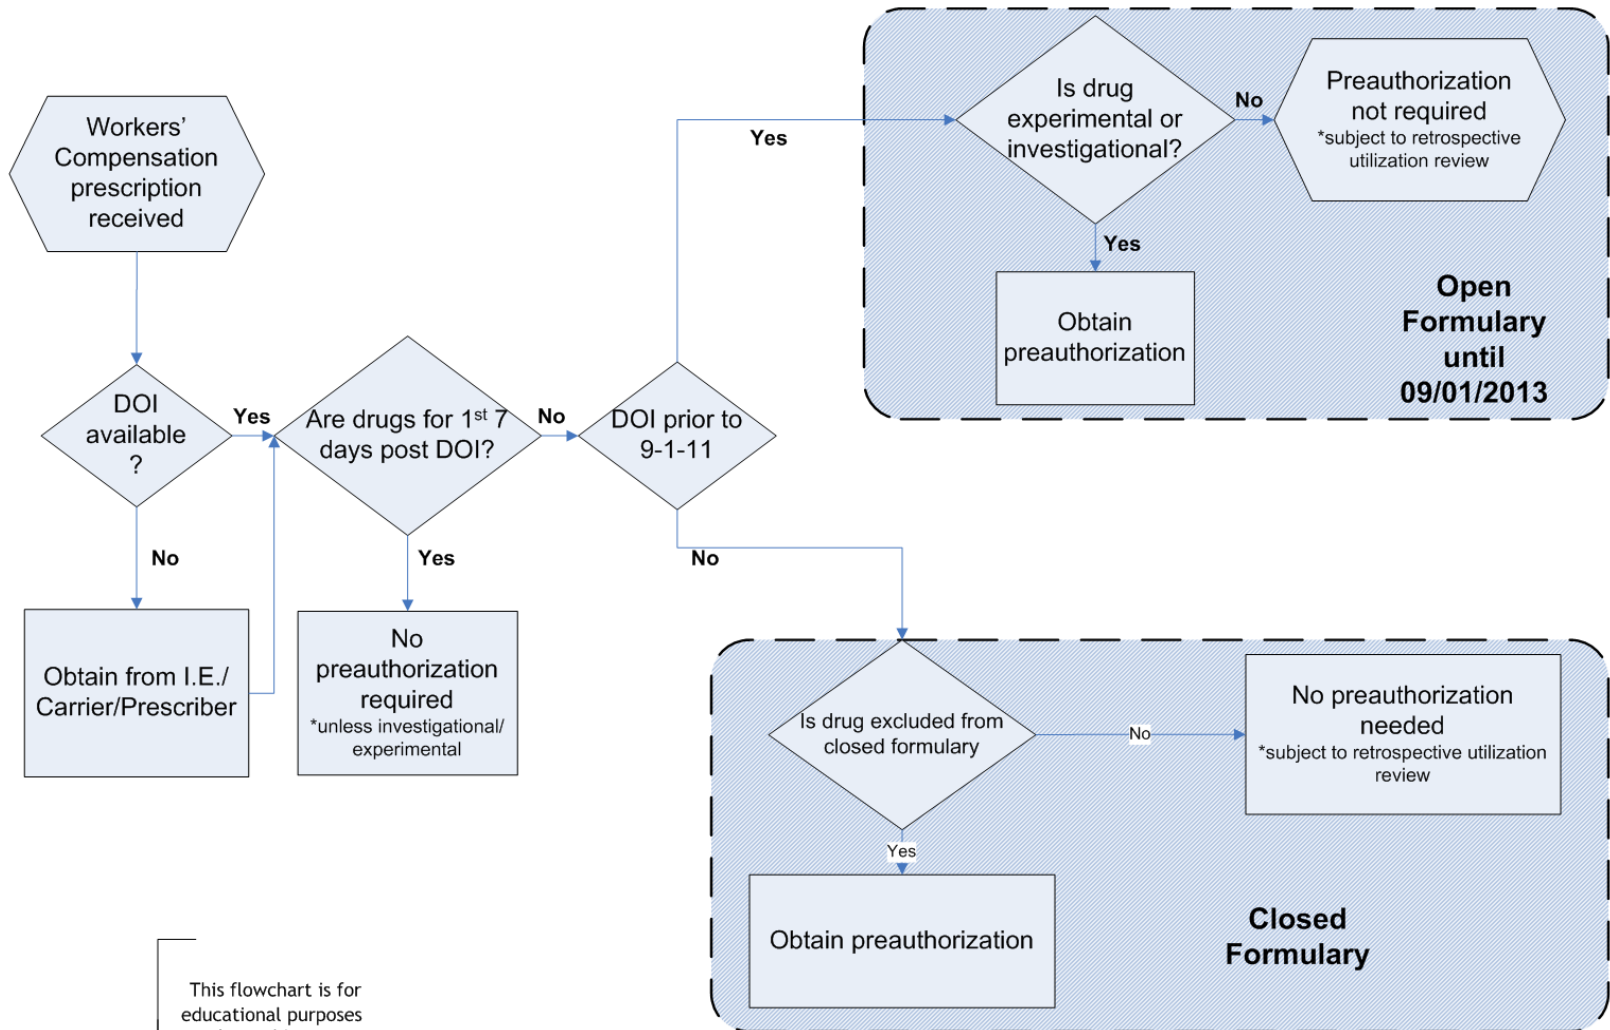 Workers’
Compensation
prescription
received
DOI
available
?
Yes
No
Obtain from I.E./
Carrier/Prescriber
Are drugs for 1st 7
days post DOI?
No
Yes
No
preauthorization
required
*unless investigational/
experimental
DOI prior to
9-1-11
Yes
No
Is drug
experimental or
investigational?
No
Preauthorization
not required
*subject to retrospective
utilization review
Yes
Obtain
preauthorization
Open
Formulary
until
09/01/2013
Is drug excluded from
closed formulary
No
No preauthorization
needed
*subject to retrospective utilization
review
Yes
Obtain preauthorization
Closed
Formulary
This flowchart is for
educational purposes